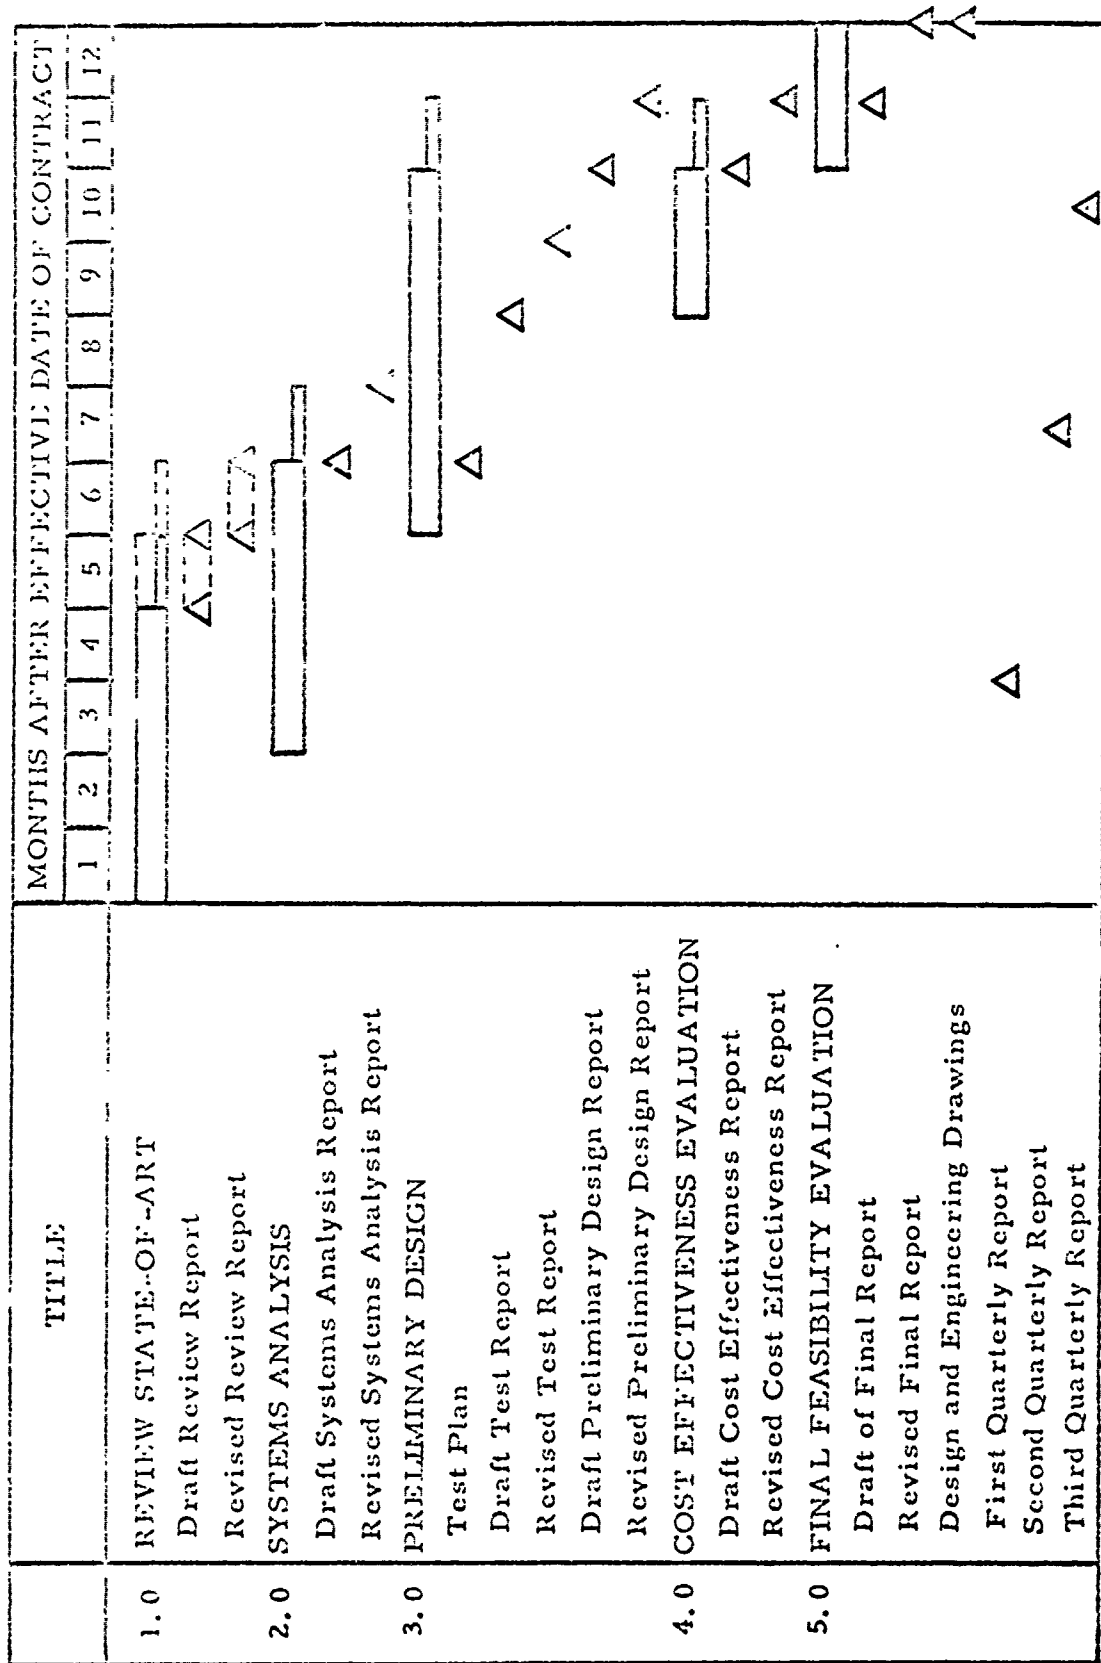 TITLE
MONTHS AFTER EFFECTIVE DATE OF CONTRACT
1 2 3 4 5 6 7 8 9 10 11 12
1.0 REVIEW STATE-OF-ART
Draft Review Report
Revised Review Report
2.0 SYSTEMS ANALYSIS
Draft Systems Analysis Report
Revised Systems Analysis Report
3.0 PRELIMINARY DESIGN
Test Plan
Draft Test Report
Revised Test Report
Draft Preliminary Design Report
Revised Preliminary Design Report
4.0 COST EFFECTIVENESS EVALUATION
Draft Cost Effectiveness Report
Revised Cost Effectiveness Report
5.0 FINAL FEASIBILITY EVALUATION
Draft of Final Report
Revised Final Report
Design and Engineering Drawings
First Quarterly Report
Second Quarterly Report
Third Quarterly Report